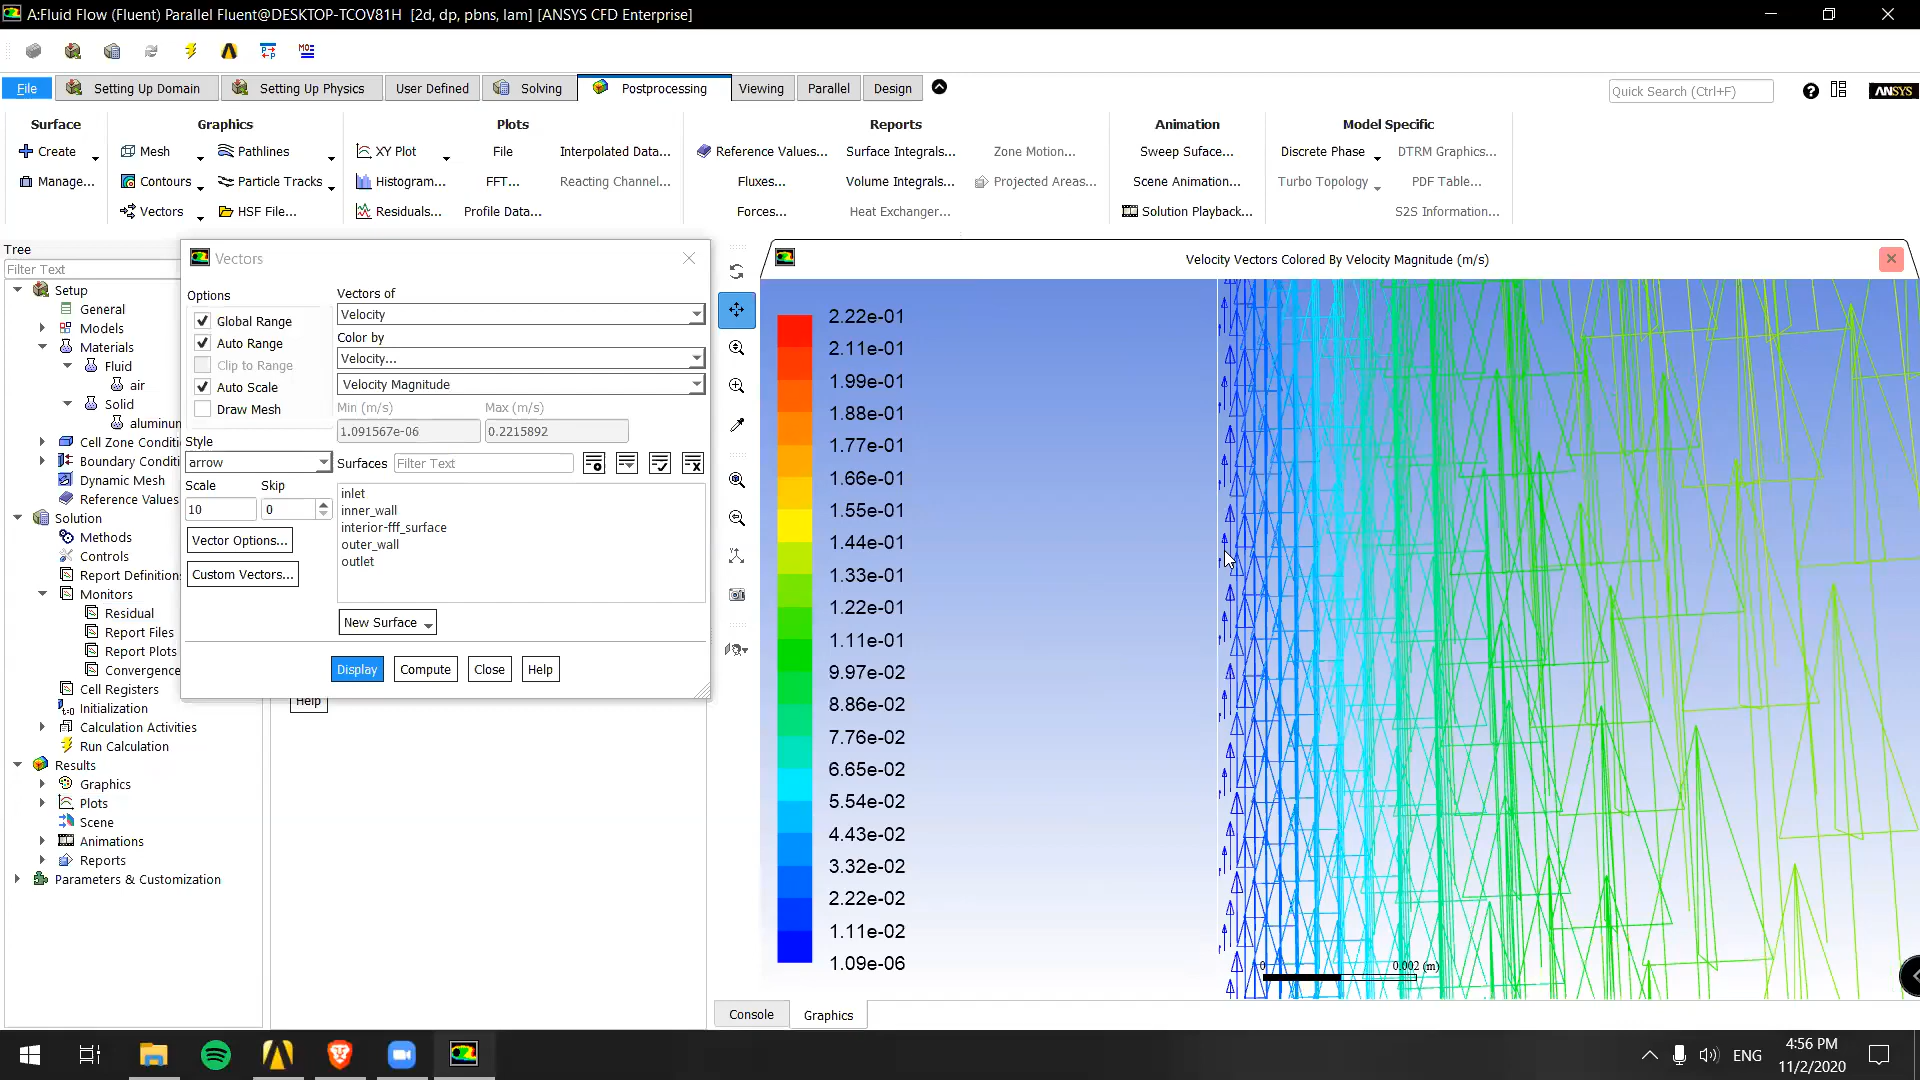 A:Fluid Flow (Fluent) Parallel Fluent@DESKTOP-TCOV81H [2d, dp, pbns, lam] [ANSYS CFD Enterprise]
File
Setting Up Domain
Setting Up Physics
User Defined
Solving
Postprocessing
Viewing
Parallel
Design
Quick Search (Ctrl+F)
ANSYS
Surface
Graphics
Plots
Reports
Animation
Model Specific
Create
Mesh
Pathlines
XY Plot
File
Interpolated Data...
Reference Values...
Surface Integrals...
Zone Motion...
Sweep Suface...
Discrete Phase
DTRM Graphics...
Manage...
Contours
Particle Tracks
Histogram...
FFT...
Reacting Channel...
Fluxes...
Volume Integrals...
Projected Areas...
Scene Animation...
Turbo Topology
PDF Table...
Vectors
HSF File...
Residuals...
Profile Data...
Forces...
Heat Exchanger...
Solution Playback...
S2S Information...
Tree
Filter Text
Setup
General
Models
Materials
Fluid
air
Solid
aluminum
Cell Zone Conditi
Boundary Conditi
Dynamic Mesh
Reference Values
Solution
Methods
Controls
Report Definition
Monitors
Residual
Report Files
Report Plots
Convergence
Cell Registers
Initialization
Calculation Activities
Run Calculation
Results
Graphics
Plots
Scene
Animations
Reports
Parameters & Customization
Vectors
Options
Global Range
Auto Range
Clip to Range
Auto Scale
Draw Mesh
Style
arrow
Scale
Skip
10
0
Vector Options...
Custom Vectors...
Vectors of
Velocity
Color by
Velocity...
Velocity Magnitude
Min (m/s)
Max (m/s)
1.091567e-06
0.2215892
Surfaces
Filter Text
inlet
inner_wall
interior-fff_surface
outer_wall
outlet
New Surface
Display
Compute
Close
Help
Help
Velocity Vectors Colored By Velocity Magnitude (m/s)
2.22e-01
2.11e-01
1.99e-01
1.88e-01
1.77e-01
1.66e-01
1.55e-01
1.44e-01
1.33e-01
1.22e-01
1.11e-01
9.97e-02
8.86e-02
7.76e-02
6.65e-02
5.54e-02
4.43e-02
3.32e-02
2.22e-02
1.11e-02
1.09e-06
0
0.002 (m)
Console
Graphics
ENG
4:56 PM
11/2/2020